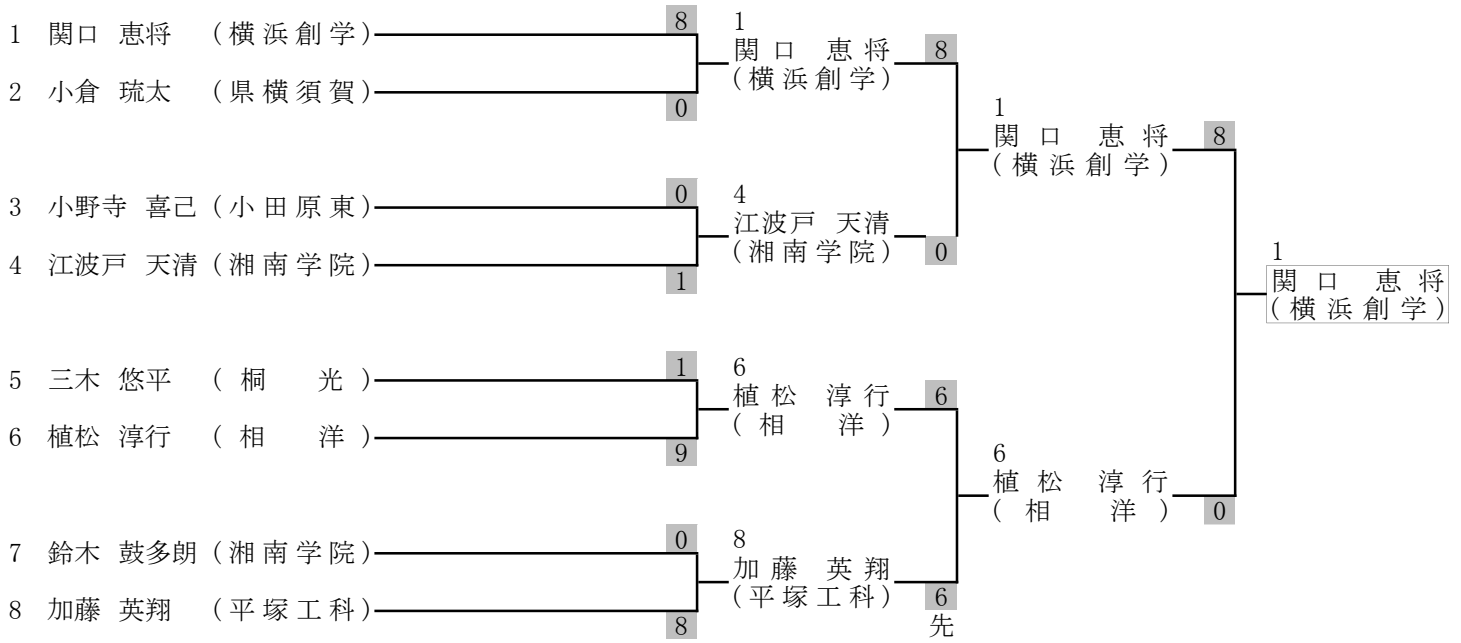 1 関口 恵将 (横浜創学)
8
2 小倉 琉太 (県横須賀)
0
3 小野寺 喜己 (小田原東)
0
4 江波戸 天清 (湘南学院)
1
5 三木 悠平 (桐 光)
1
6 植松 淳行 (相 洋)
9
7 鈴木 鼓多朗 (湘南学院)
0
8 加藤 英翔 (平塚工科)
8
1
関口 恵将
(横浜創学)
8
4
江波戸 天清
(湘南学院)
0
6
植松 淳行
(相 洋)
6
8
加藤 英翔
(平塚工科)
6
先
1
関口 恵将
(横浜創学)
8
6
植松 淳行
(相 洋)
0
1
関口 恵将
(横浜創学)